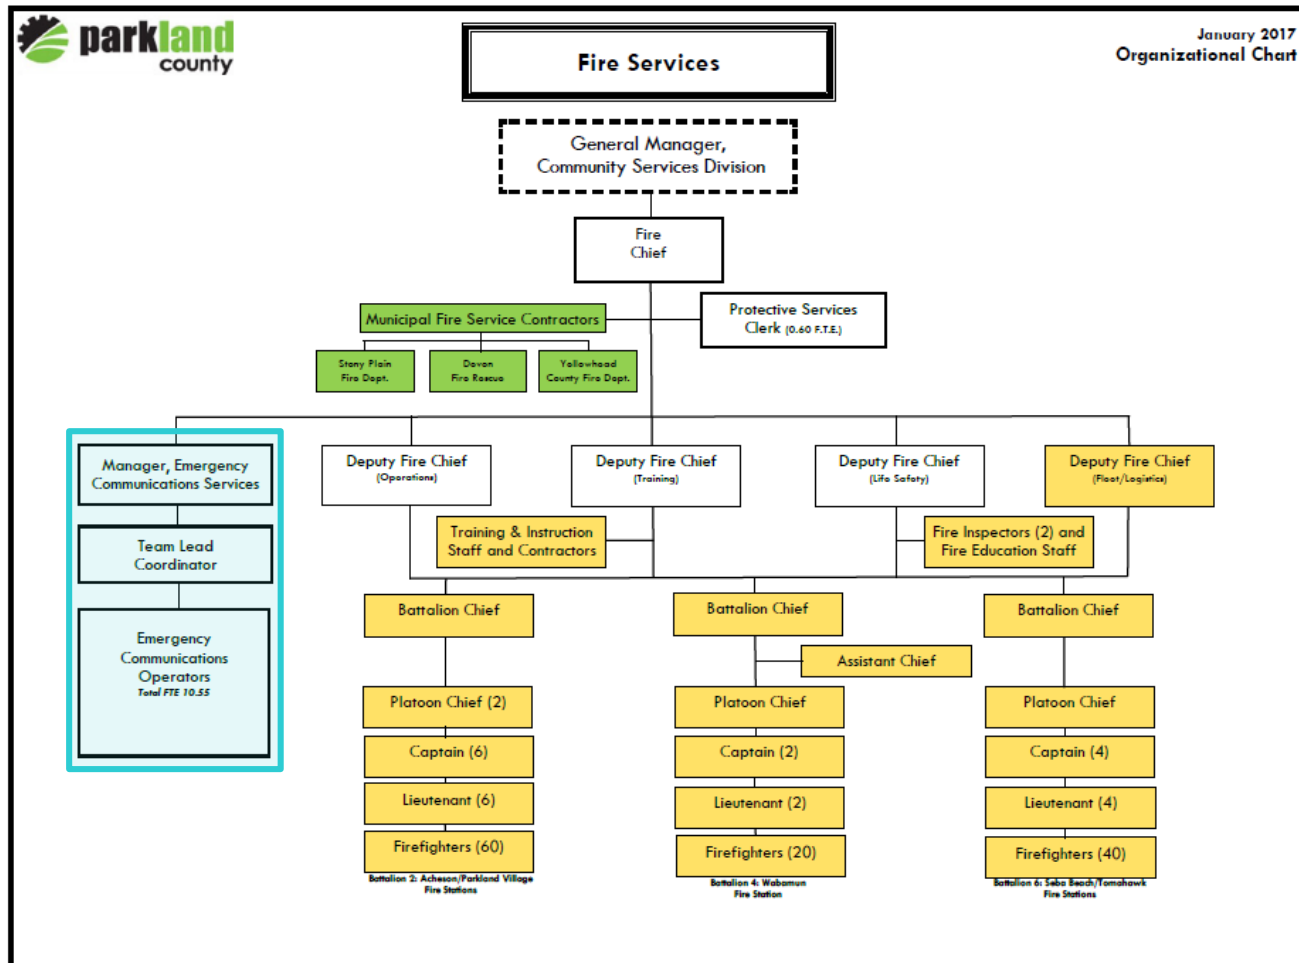 parkland
county
January 2017
Organizational Chart
Fire Services
General Manager,
Community Services Division
Fire
Chief
Municipal Fire Service Contractors
Protective Services
Clerk (0.60 F.T.E.)
Stony Plain
Fire Dept.
Devon
Fire Rescue
Yellowhead
County Fire Dept.
Manager, Emergency
Communications Services
Deputy Fire Chief
(Operations)
Deputy Fire Chief
(Training)
Deputy Fire Chief
(Life Safety)
Deputy Fire Chief
(Fleet/Logistics)
Training & Instruction
Staff and Contractors
Fire Inspectors (2) and
Fire Education Staff
Team Lead
Coordinator
Emergency
Communications
Operators
Total FTE 10.55
Battalion Chief
Platoon Chief (2)
Captain (6)
Lieutenant (6)
Firefighters (60)
Battalion 2: Acheson/Parkland Village
Fire Stations
Battalion Chief
Assistant Chief
Platoon Chief
Captain (2)
Lieutenant (2)
Firefighters (20)
Battalion 4: Wabamun
Fire Station
Battalion Chief
Platoon Chief
Captain (4)
Lieutenant (4)
Firefighters (40)
Battalion 6: Seba Beach/Tomahawk
Fire Stations